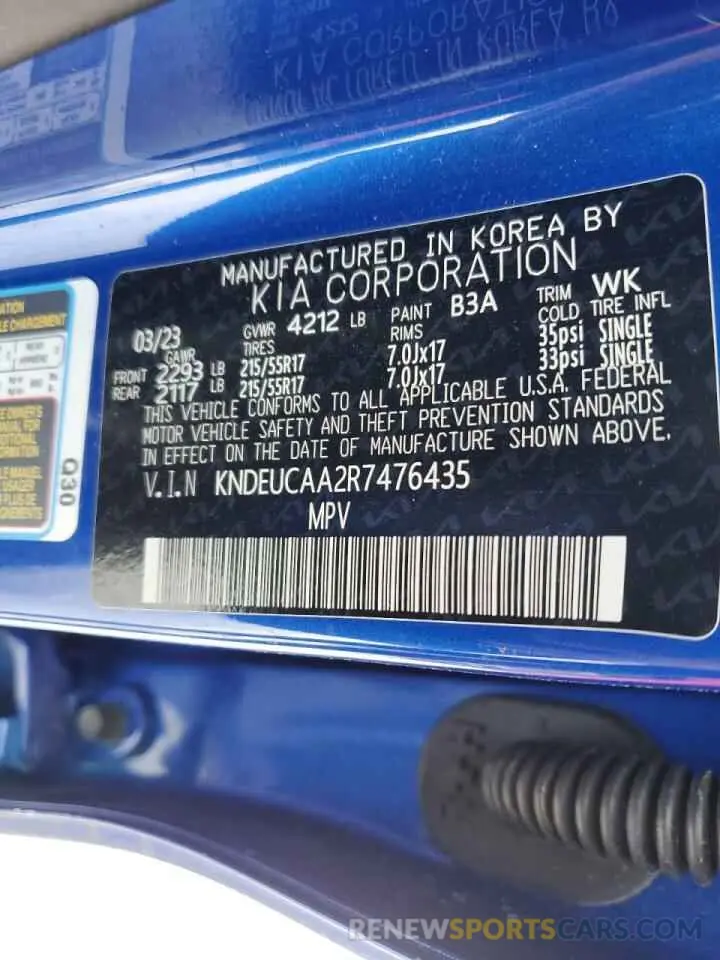 MANUFACTURED IN KOREA BY
KIA CORPORATION
03/23 GVWR 4212 LB PAINT B3A TRIM WK
GAWR TIRES RIMS COLD TIRE INFL
FRONT 2293 LB 215/55R17 7.0Jx17 35psi SINGLE
REAR 2117 LB 215/55R17 7.0Jx17 33psi SINGLE
THIS VEHICLE CONFORMS TO ALL APPLICABLE U.S.A. FEDERAL
MOTOR VEHICLE SAFETY AND THEFT PREVENTION STANDARDS
IN EFFECT ON THE DATE OF MANUFACTURE SHOWN ABOVE.
V.I.N KNDEUCAA2R7476435
MPV
Q30
RENEWSPORTSCARS.COM